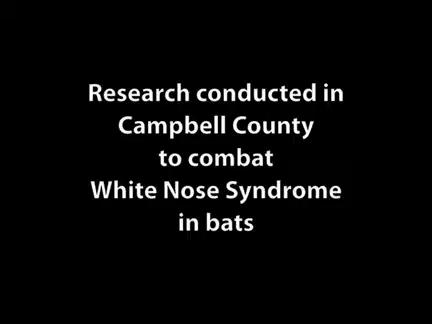 Research conducted in
Campbell County
to combat
White Nose Syndrome
in bats